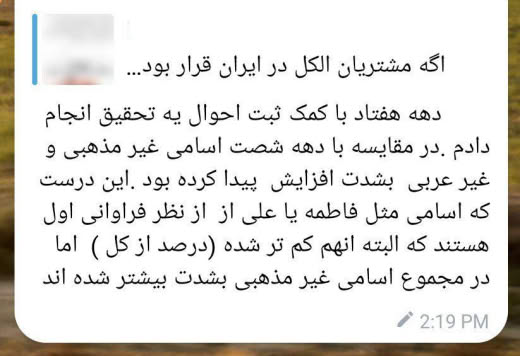 اگه مشتریان الکل در ایران قرار بود...
دهه هفتاد با کمک ثبت احوال یه تحقیق انجام
دادم .در مقایسه با دهه شصت اسامی غیر مذهبی و
غیر عربی بشدت افزایش پیدا کرده بود .این درست
که اسامی مثل فاطمه یا علی از از نظر فراوانی اول
هستند که البته انهم کم تر شده (درصد از کل ) اما
در مجموع اسامی غیر مذهبی بشدت بیشتر شده اند
2:19 PM